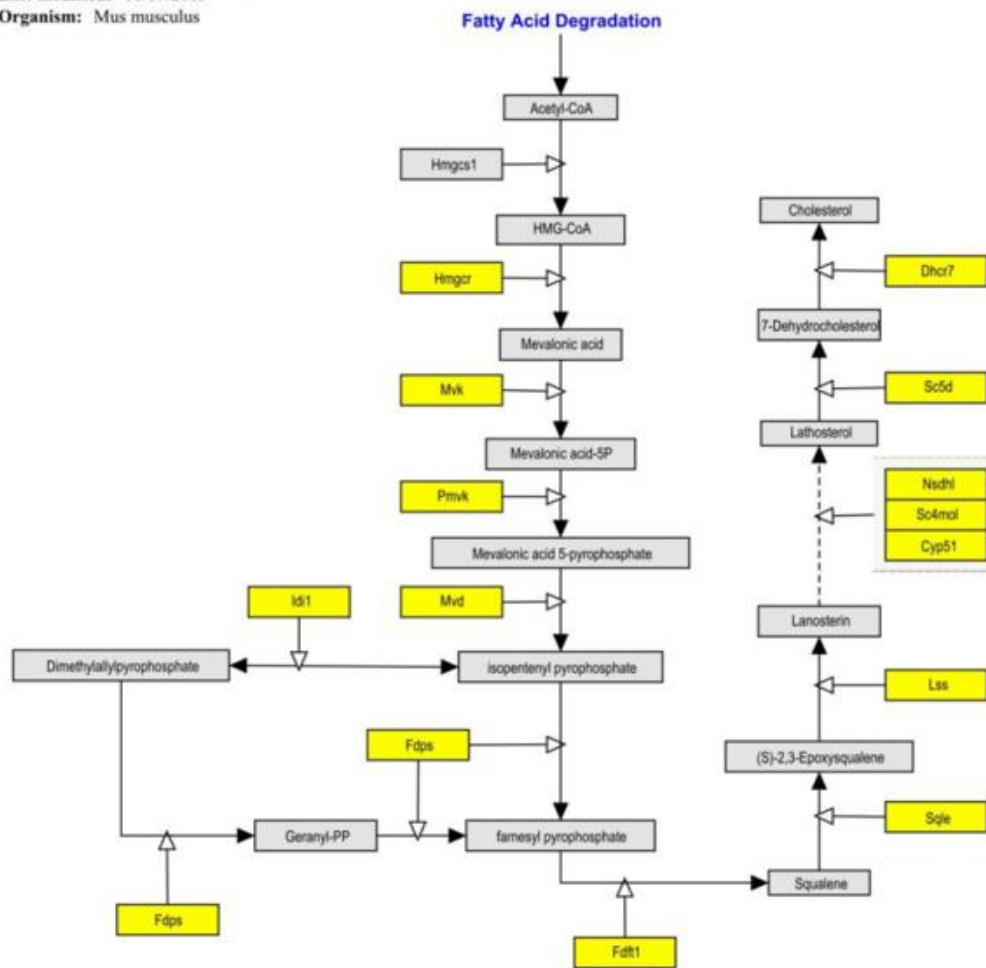 Organism: Mus musculus
Fatty Acid Degradation
Acetyl-CoA
Hmgcs1
HMG-CoA
Hmgcr
Mevalonic acid
Mvk
Mevalonic acid-5P
Pmvk
Mevalonic acid 5-pyrophosphate
Idi1
Mvd
Dimethylallylpyrophosphate
isopentenyl pyrophosphate
Fdps
Geranyl-PP
farnesyl pyrophosphate
Fdps
Fdft1
Cholesterol
Dhcr7
7-Dehydrocholesterol
Sc5d
Lathosterol
Nsdhl
Sc4mol
Cyp51
Lanosterin
Lss
(S)-2,3-Epoxysqualene
Sqle
Squalene